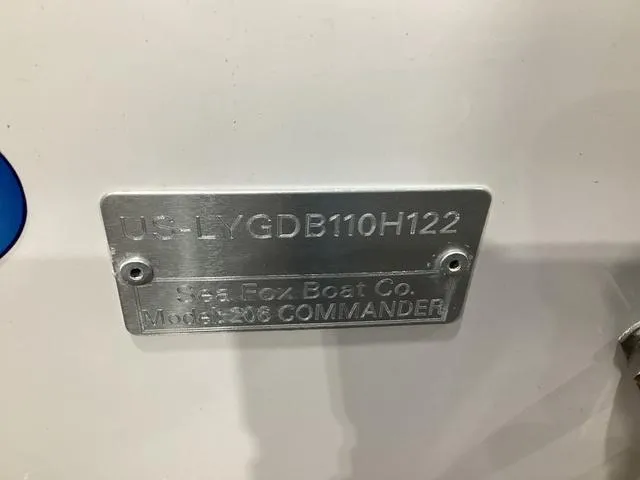 US-LYGDB110H122
Sea Fox Boat Co.
Model: 206 COMMANDER